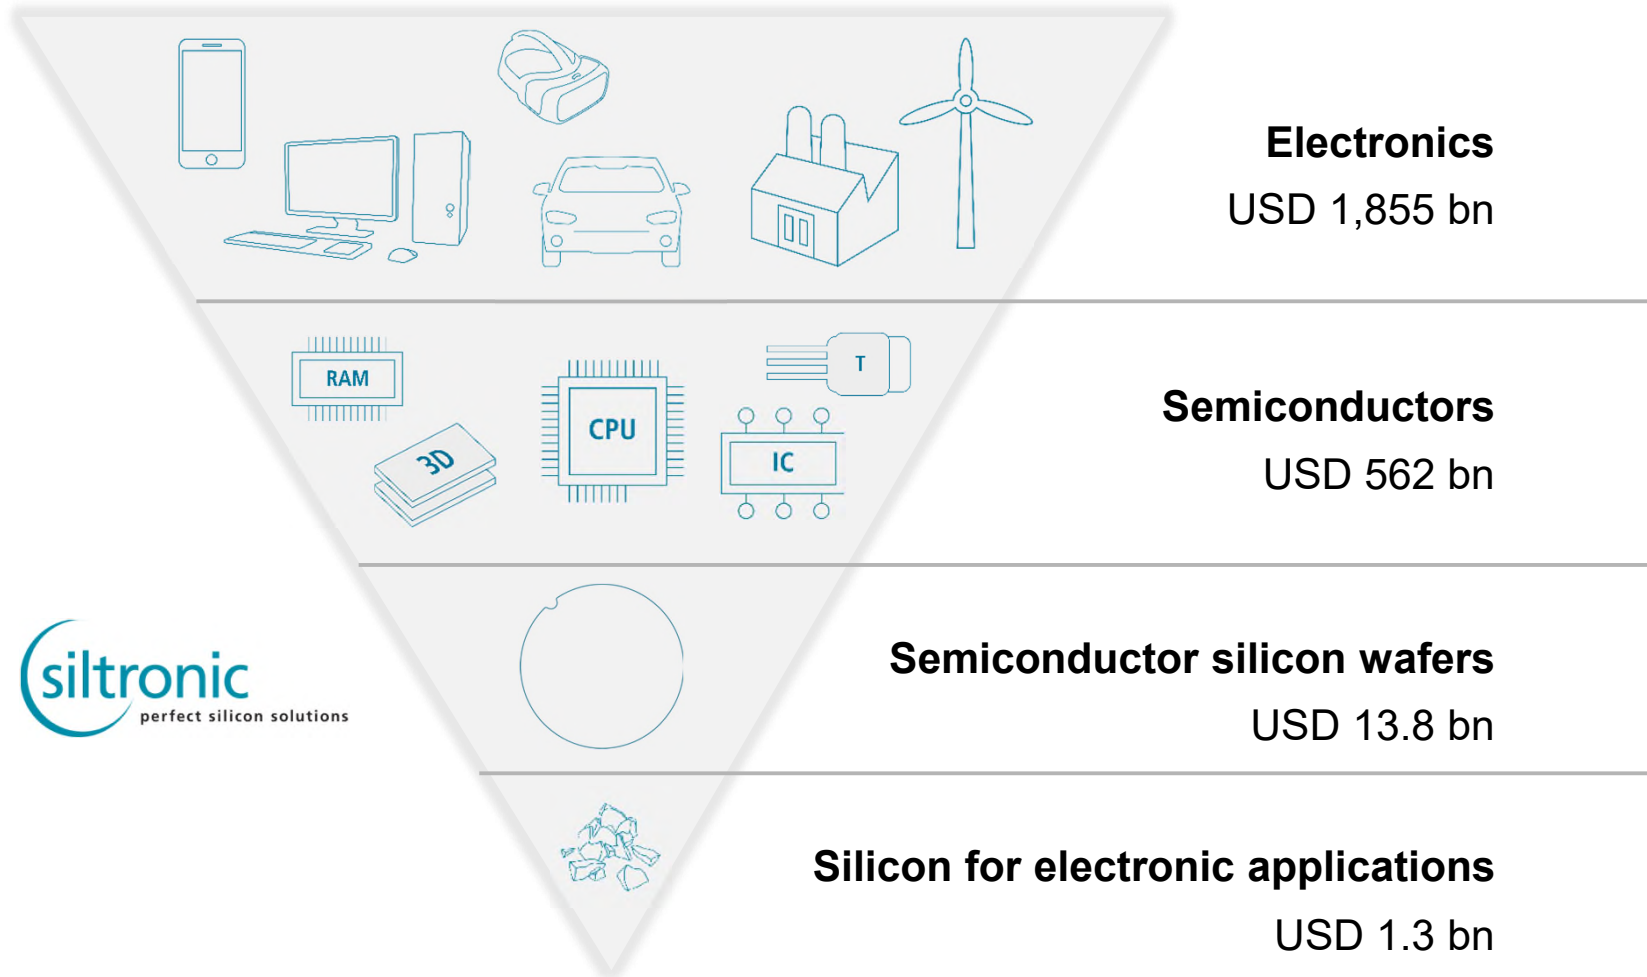 Electronics
USD 1,855 bn
RAM
3D
CPU
T
IC
Semiconductors
USD 562 bn
siltronic
perfect silicon solutions
Semiconductor silicon wafers
USD 13.8 bn
Silicon for electronic applications
USD 1.3 bn